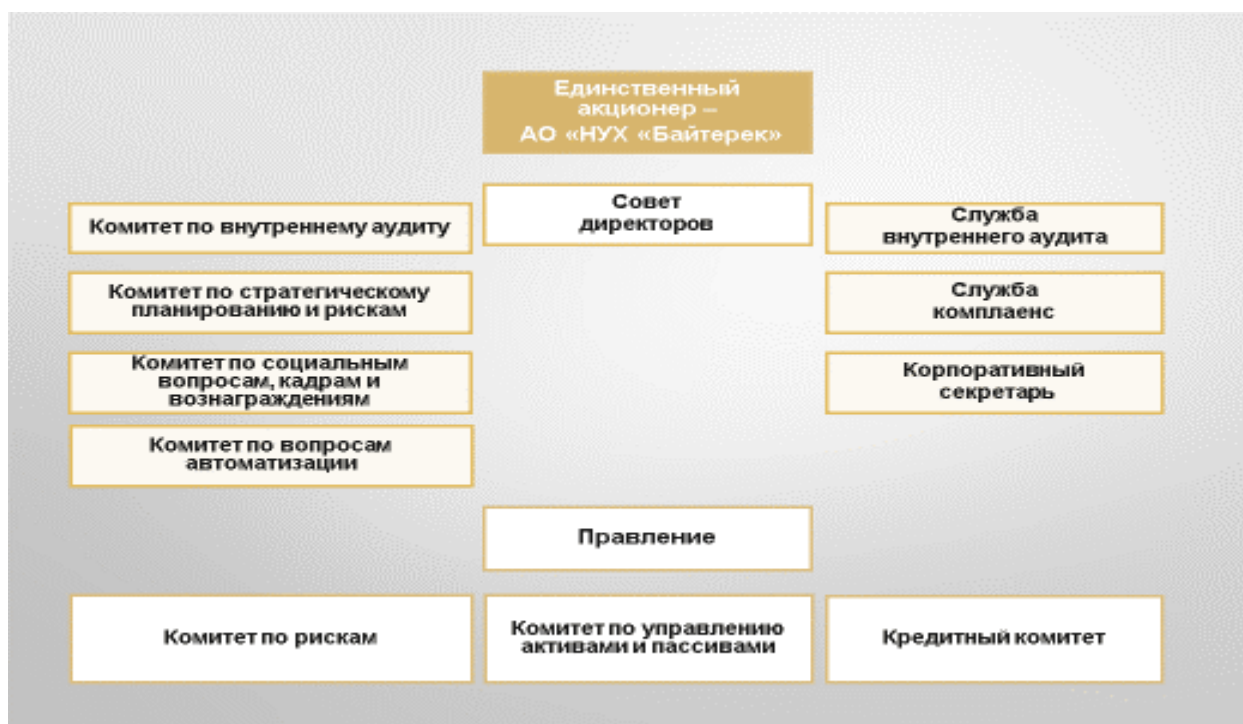 Единственный
акционер –
АО «НУХ «Байтерек»
Совет
директоров
Комитет по внутреннему аудиту
Служба
внутреннего аудита
Комитет по стратегическому
планированию и рискам
Служба
комплаенс
Комитет по социальным
вопросам, кадрам и
вознаграждениям
Корпоративный
секретарь
Комитет по вопросам
автоматизации
Правление
Комитет по рискам
Комитет по управлению
активами и пассивами
Кредитный комитет